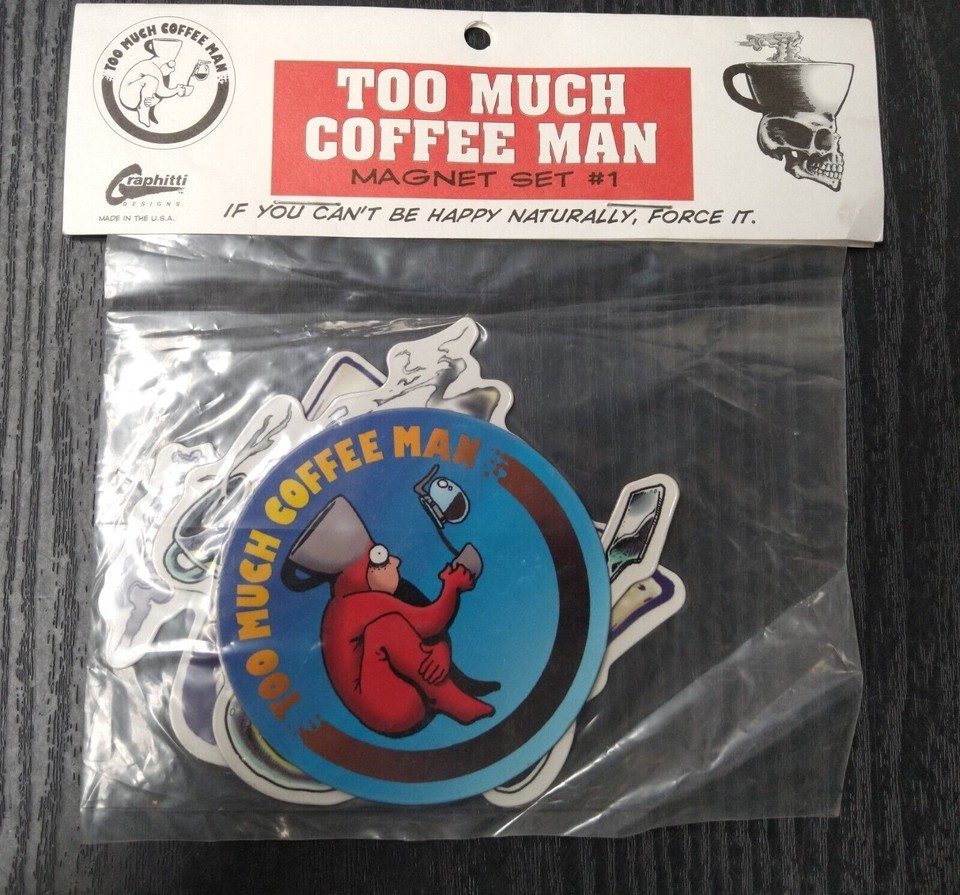 TOO MUCH COFFEE MAN
Graphitti
DESIGNS
MADE IN THE U.S.A.
TOO MUCH
COFFEE MAN
MAGNET SET #1
IF YOU CAN'T BE HAPPY NATURALLY, FORCE IT.
TOO MUCH COFFEE MAN